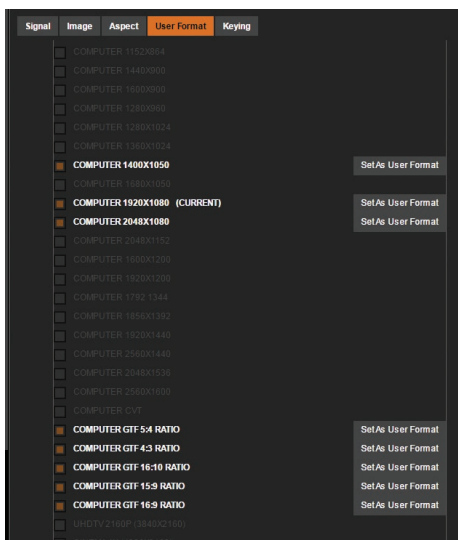 Signal Image Aspect User Format Keying
COMPUTER 1152X864
COMPUTER 1440X900
COMPUTER 1600X900
COMPUTER 1280X960
COMPUTER 1280X1024
COMPUTER 1360X1024
COMPUTER 1400X1050 Set As User Format
COMPUTER 1680X1050
COMPUTER 1920X1080 (CURRENT) Set As User Format
COMPUTER 2048X1080 Set As User Format
COMPUTER 2048X1152
COMPUTER 1600X1200
COMPUTER 1920X1200
COMPUTER 1792 1344
COMPUTER 1856X1392
COMPUTER 1920X1440
COMPUTER 2560X1440
COMPUTER 2048X1536
COMPUTER 2560X1600
COMPUTER CVT
COMPUTER GTF 5:4 RATIO Set As User Format
COMPUTER GTF 4:3 RATIO Set As User Format
COMPUTER GTF 16:10 RATIO Set As User Format
COMPUTER GTF 15:9 RATIO Set As User Format
COMPUTER GTF 16:9 RATIO Set As User Format
UHDTV 2160P (3840X2160)